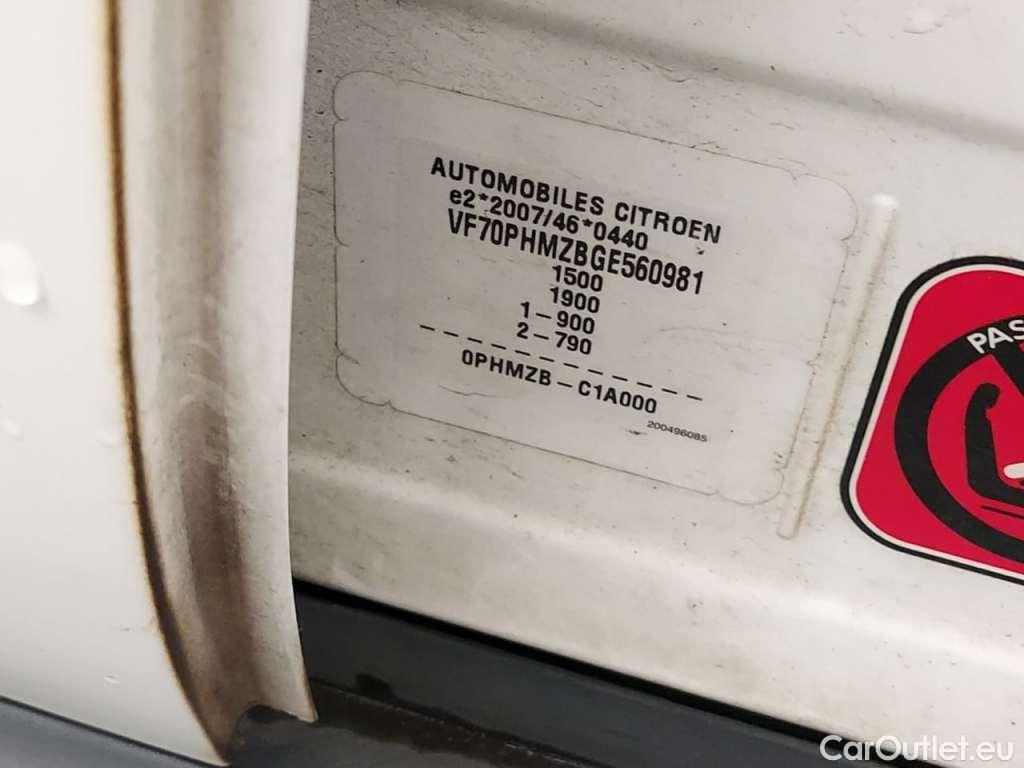 AUTOMOBILES CITROEN
e2*2007/46*0440
VF70PHMZBGE560981
1500
1900
1-900
2-790
0PHMZB-C1A000
200496085
PAS
CarOutlet.eu